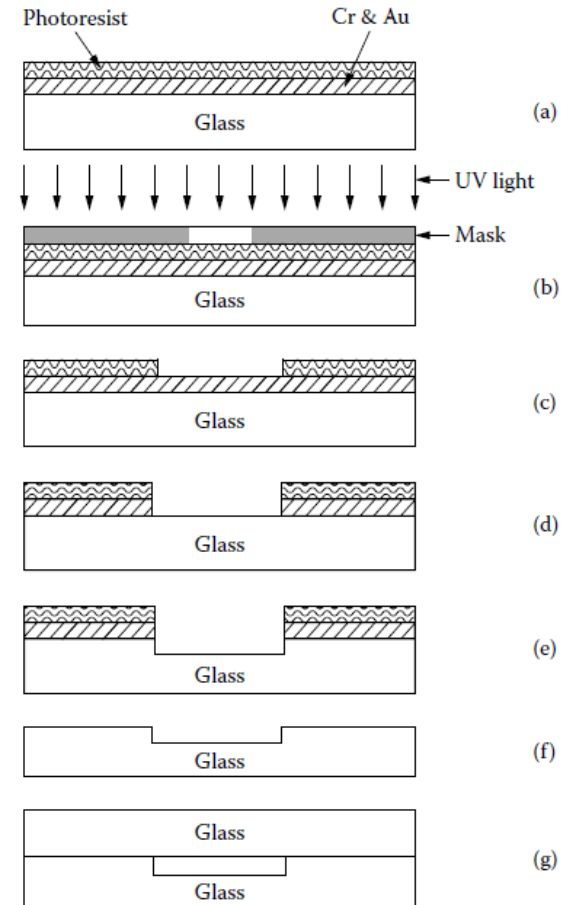 Photoresist
Cr & Au
Glass
(a)
UV light
Mask
Glass
(b)
Glass
(c)
Glass
(d)
Glass
(e)
Glass
(f)
Glass
Glass
(g)